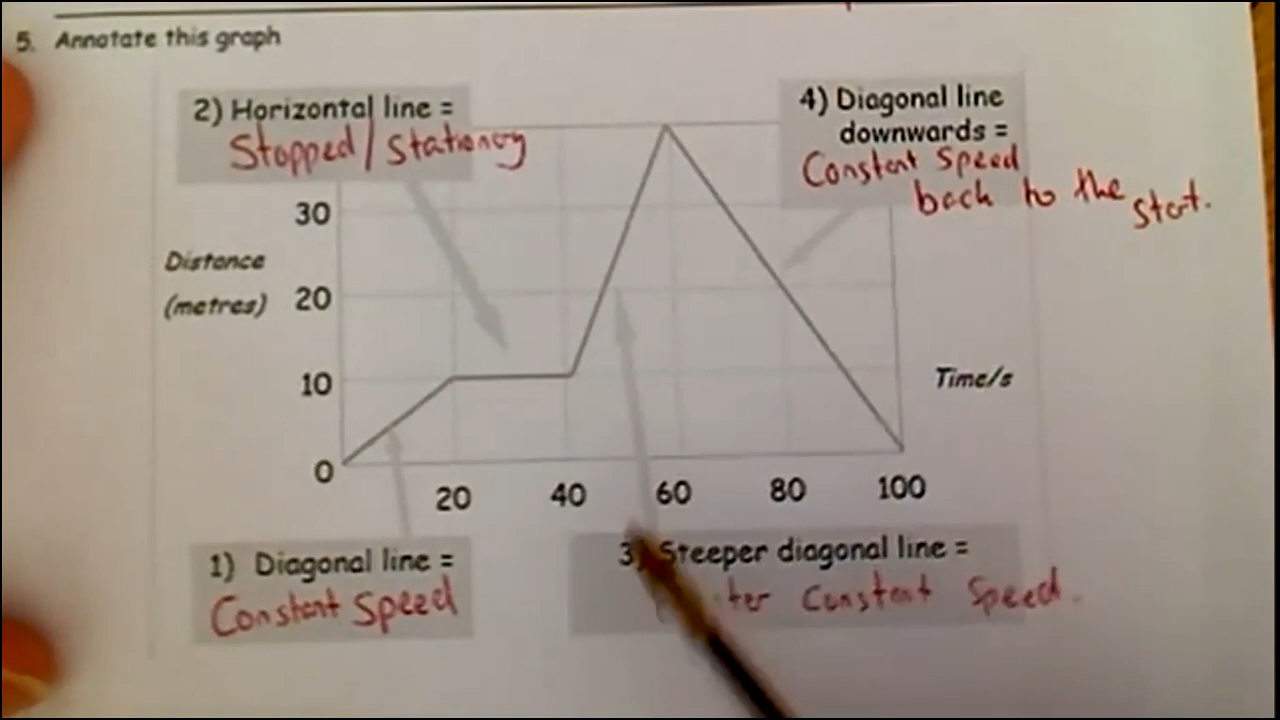 5. Annotate this graph
2) Horizontal line =
Stopped / stationery
4) Diagonal line
downwards =
Constant Speed
back to the start.
30
Distance
(metres)
20
10
0
Time/s
20 40 60 80 100
1) Diagonal line =
Constant Speed
3) Steeper diagonal line =
constant speed.